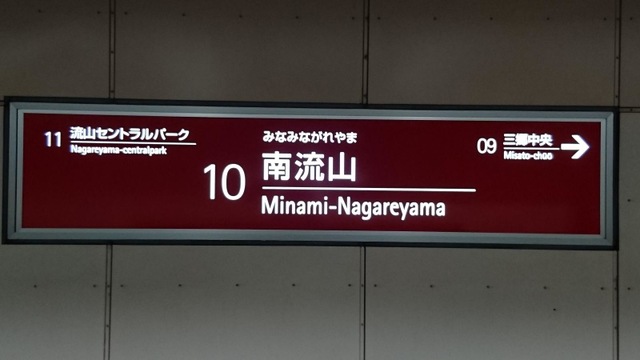 11 流山セントラルパーク
Nagareyama-centralpark
みなみながれやま
10 南流山
Minami-Nagareyama
09 三郷中央
Misato-chūō